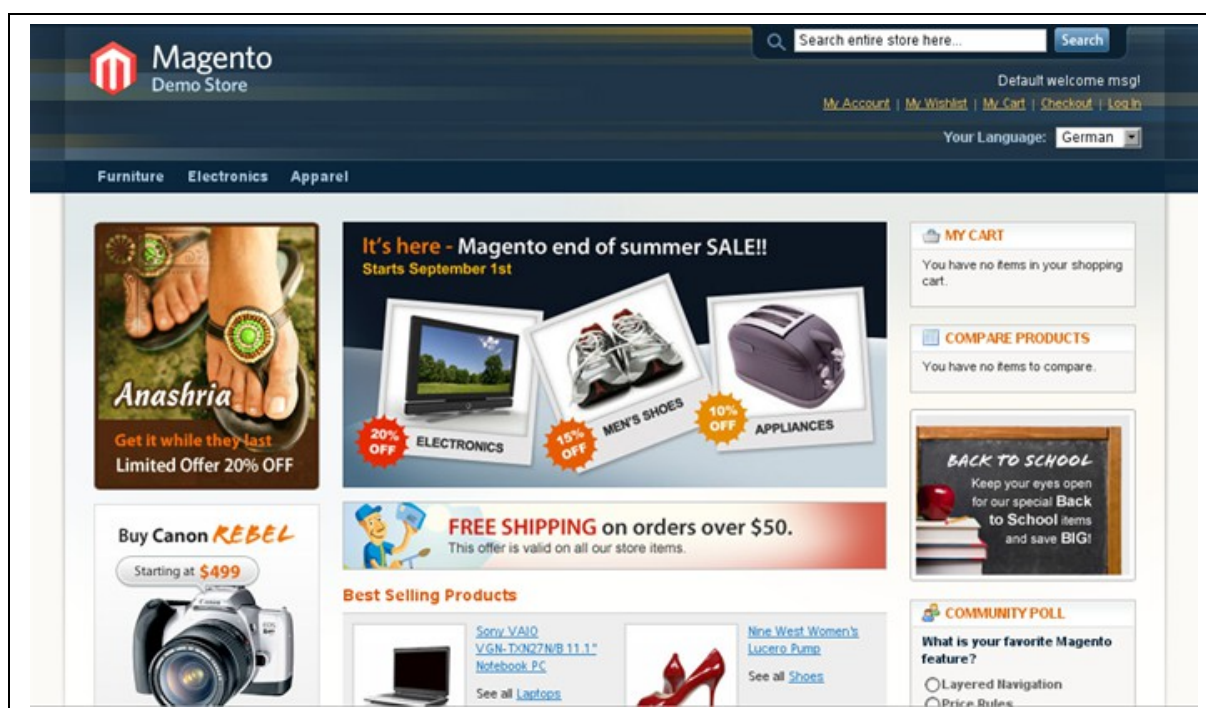 Magento
Demo Store
Search entire store here...
Search
Default welcome msg!
My Account | My Wishlist | My Cart | Checkout | Log In
Your Language: German
Furniture Electronics Apparel
Anashria
Get it while they last
Limited Offer 20% OFF
Buy Canon REBEL
Starting at $499
Canon
It's here - Magento end of summer SALE!!
Starts September 1st
20%
OFF
ELECTRONICS
15%
OFF
MEN'S SHOES
10%
OFF
APPLIANCES
FREE SHIPPING on orders over $50.
This offer is valid on all our store items.
Best Selling Products
Sony VAIO
VGN-TXN27N/B 11.1"
Notebook PC
See all Laptops
Nine West Women's
Lucero Pump
See all Shoes
MY CART
You have no items in your shopping
cart.
COMPARE PRODUCTS
You have no items to compare.
BACK TO SCHOOL
Keep your eyes open
for our special Back
to School items
and save BIG!
COMMUNITY POLL
What is your favorite Magento
feature?
Layered Navigation
Price Rules